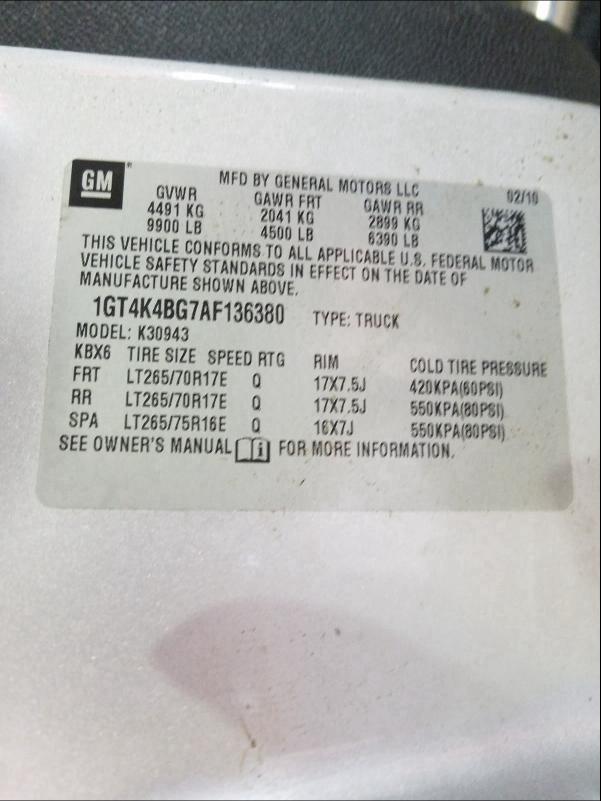 GM
MFD BY GENERAL MOTORS LLC 02/10
GVWR GAWR FRT GAWR RR
4491 KG 2041 KG 2899 KG
9900 LB 4500 LB 6390 LB
THIS VEHICLE CONFORMS TO ALL APPLICABLE U.S. FEDERAL MOTOR
VEHICLE SAFETY STANDARDS IN EFFECT ON THE DATE OF
MANUFACTURE SHOWN ABOVE.
1GT4K4BG7AF136380 TYPE: TRUCK
MODEL: K30943
KBX6 TIRE SIZE SPEED RTG RIM COLD TIRE PRESSURE
FRT LT265/70R17E Q 17X7.5J 420KPA(60PSI)
RR LT265/70R17E Q 17X7.5J 550KPA(80PSI)
SPA LT265/75R16E Q 16X7J 550KPA(80PSI)
SEE OWNER'S MANUAL i FOR MORE INFORMATION.